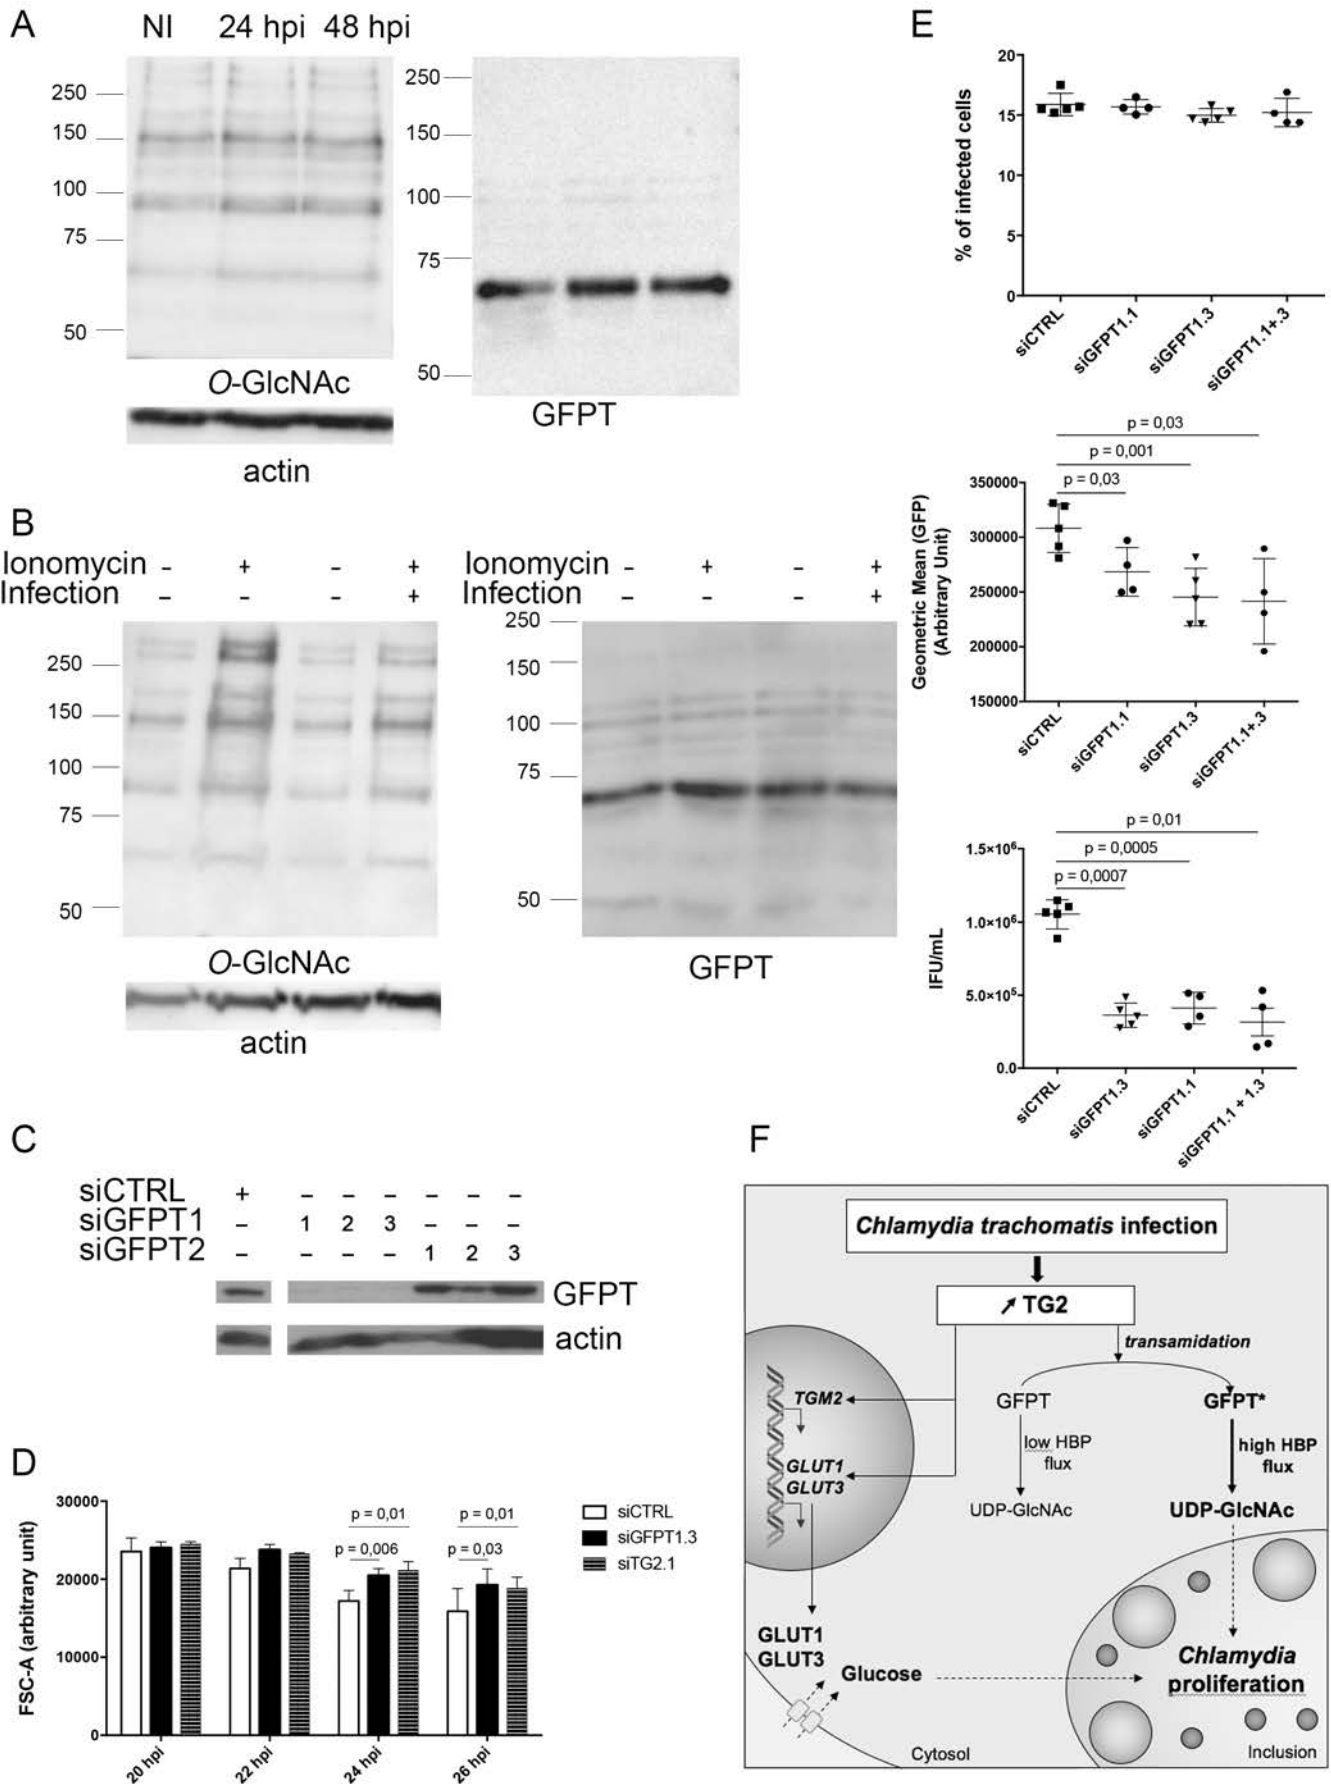 A
NI 24 hpi 48 hpi
250
150
100
75
50
O-GlcNAc
actin
250
150
100
75
50
GFPT
B
Ionomycin – + – +
Infection – – – +
250
150
100
75
50
O-GlcNAc
actin
Ionomycin – + – +
Infection – – – +
250
150
100
75
50
GFPT
C
siCTRL + – – – – – –
siGFPT1 – 1 2 3 – – –
siGFPT2 – – – – 1 2 3
GFPT
actin
D
FSC-A (arbitrary unit)
30000
20000
10000
0
p = 0,01
p = 0,006
p = 0,01
p = 0,03
siCTRL
siGFPT1.3
siTG2.1
20 hpi
22 hpi
24 hpi
26 hpi
E
% of infected cells
20
15
10
5
0
siCTRL
siGFPT1.1
siGFPT1.3
siGFPT1.1+.3
p = 0,03
p = 0,001
p = 0,03
Geometric Mean (GFP)
(Arbitrary Unit)
350000
300000
250000
200000
150000
siCTRL
siGFPT1.1
siGFPT1.3
siGFPT1.1+.3
p = 0,01
p = 0,0005
p = 0,0007
IFU/mL
1.5×10⁶
1.0×10⁶
5.0×10⁵
0.0
siCTRL
siGFPT1.3
siGFPT1.1
siGFPT1.1 + 1.3
F
Chlamydia trachomatis infection
↗ TG2
transamidation
TGM2
GFPT
GFPT*
low HBP
flux
high HBP
flux
GLUT1
GLUT3
UDP-GlcNAc
UDP-GlcNAc
GLUT1
GLUT3
Glucose
Chlamydia
proliferation
Cytosol
Inclusion